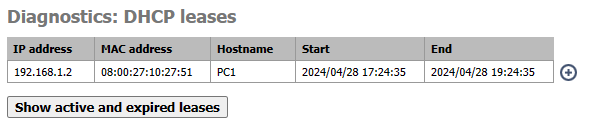 Diagnostics: DHCP leases
IP address MAC address Hostname Start End
192.168.1.2 08:00:27:10:27:51 PC1 2024/04/28 17:24:35 2024/04/28 19:24:35
Show active and expired leases